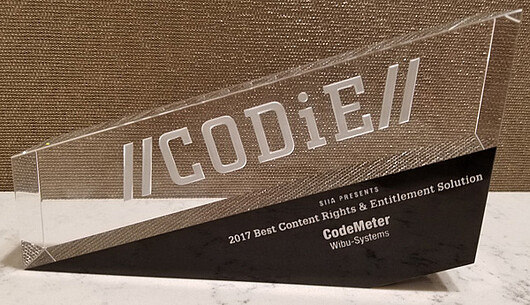 //CODiE//
SIIA PRESENTS
2017 Best Content Rights & Entitlement Solution
CodeMeter
Wibu-Systems